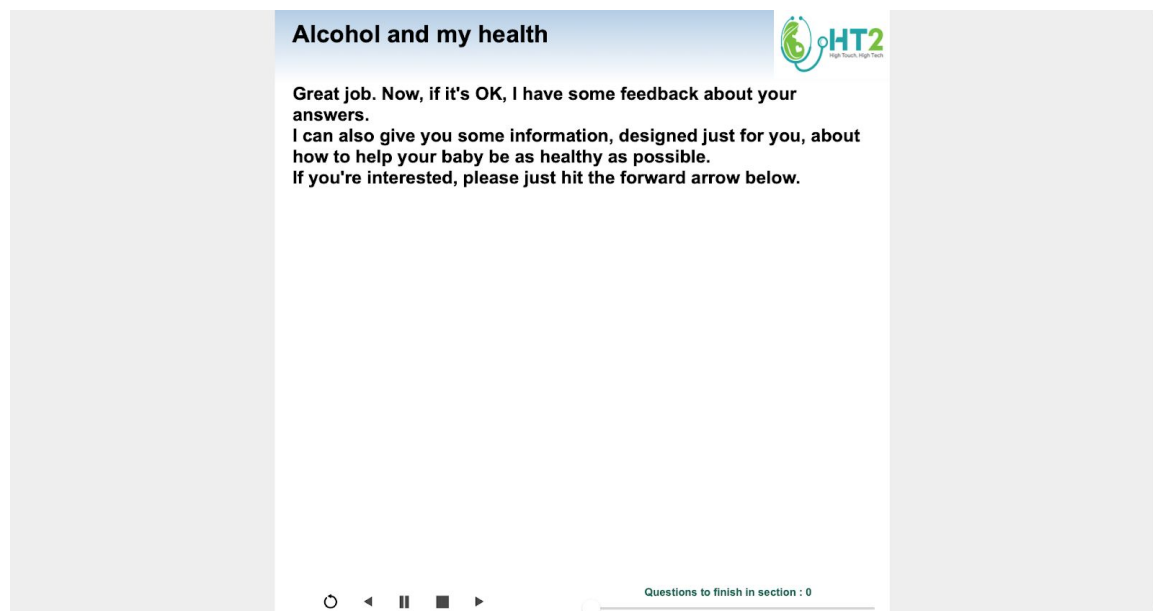 Alcohol and my health
HT2
High Touch, High Tech
Great job. Now, if it's OK, I have some feedback about your
answers.
I can also give you some information, designed just for you, about
how to help your baby be as healthy as possible.
If you're interested, please just hit the forward arrow below.
Questions to finish in section : 0